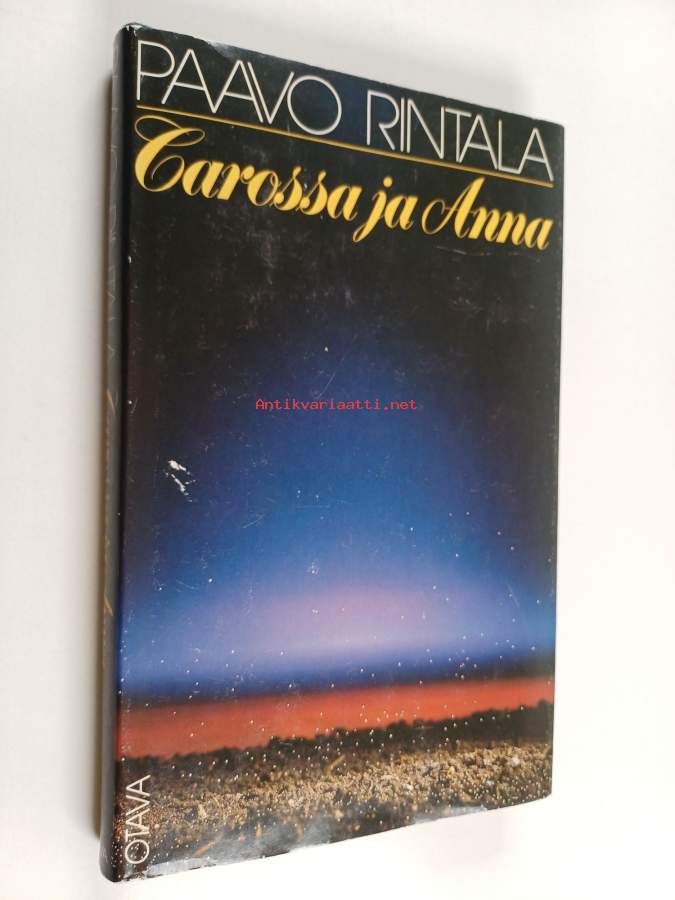 PAAVO RINTALA
Carossa ja Anna
Antikvariaatti.net
OTAVA